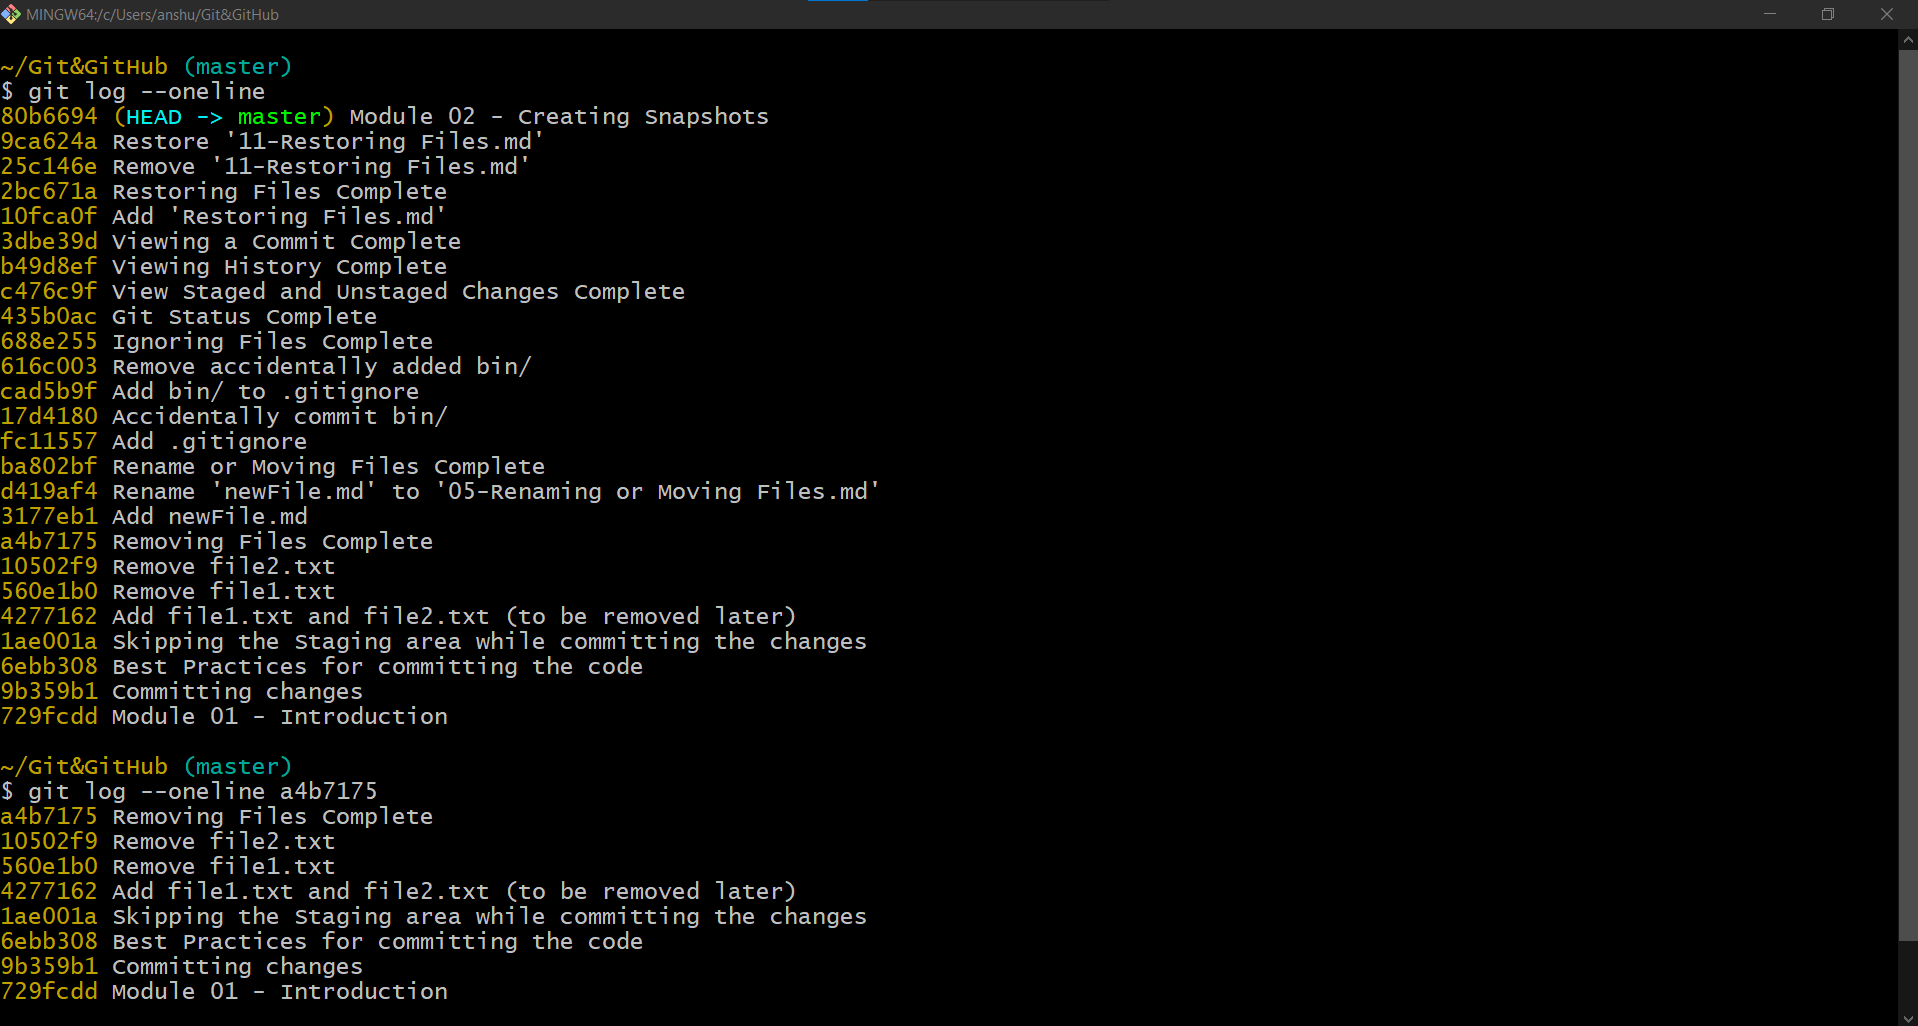 MINGW64:/c/Users/anshu/Git&GitHub
~/Git&GitHub (master)
$ git log --oneline
80b6694 (HEAD -> master) Module 02 - Creating Snapshots
9ca624a Restore '11-Restoring Files.md'
25c146e Remove '11-Restoring Files.md'
2bc671a Restoring Files Complete
10fca0f Add 'Restoring Files.md'
3dbe39d Viewing a Commit Complete
b49d8ef Viewing History Complete
c476c9f View Staged and Unstaged Changes Complete
435b0ac Git Status Complete
688e255 Ignoring Files Complete
616c003 Remove accidentally added bin/
cad5b9f Add bin/ to .gitignore
17d4180 Accidentally commit bin/
fc11557 Add .gitignore
ba802bf Rename or Moving Files Complete
d419af4 Rename 'newFile.md' to '05-Renaming or Moving Files.md'
3177eb1 Add newFile.md
a4b7175 Removing Files Complete
10502f9 Remove file2.txt
560e1b0 Remove file1.txt
4277162 Add file1.txt and file2.txt (to be removed later)
1ae001a Skipping the Staging area while committing the changes
6ebb308 Best Practices for committing the code
9b359b1 Committing changes
729fcdd Module 01 - Introduction
~/Git&GitHub (master)
$ git log --oneline a4b7175
a4b7175 Removing Files Complete
10502f9 Remove file2.txt
560e1b0 Remove file1.txt
4277162 Add file1.txt and file2.txt (to be removed later)
1ae001a Skipping the Staging area while committing the changes
6ebb308 Best Practices for committing the code
9b359b1 Committing changes
729fcdd Module 01 - Introduction